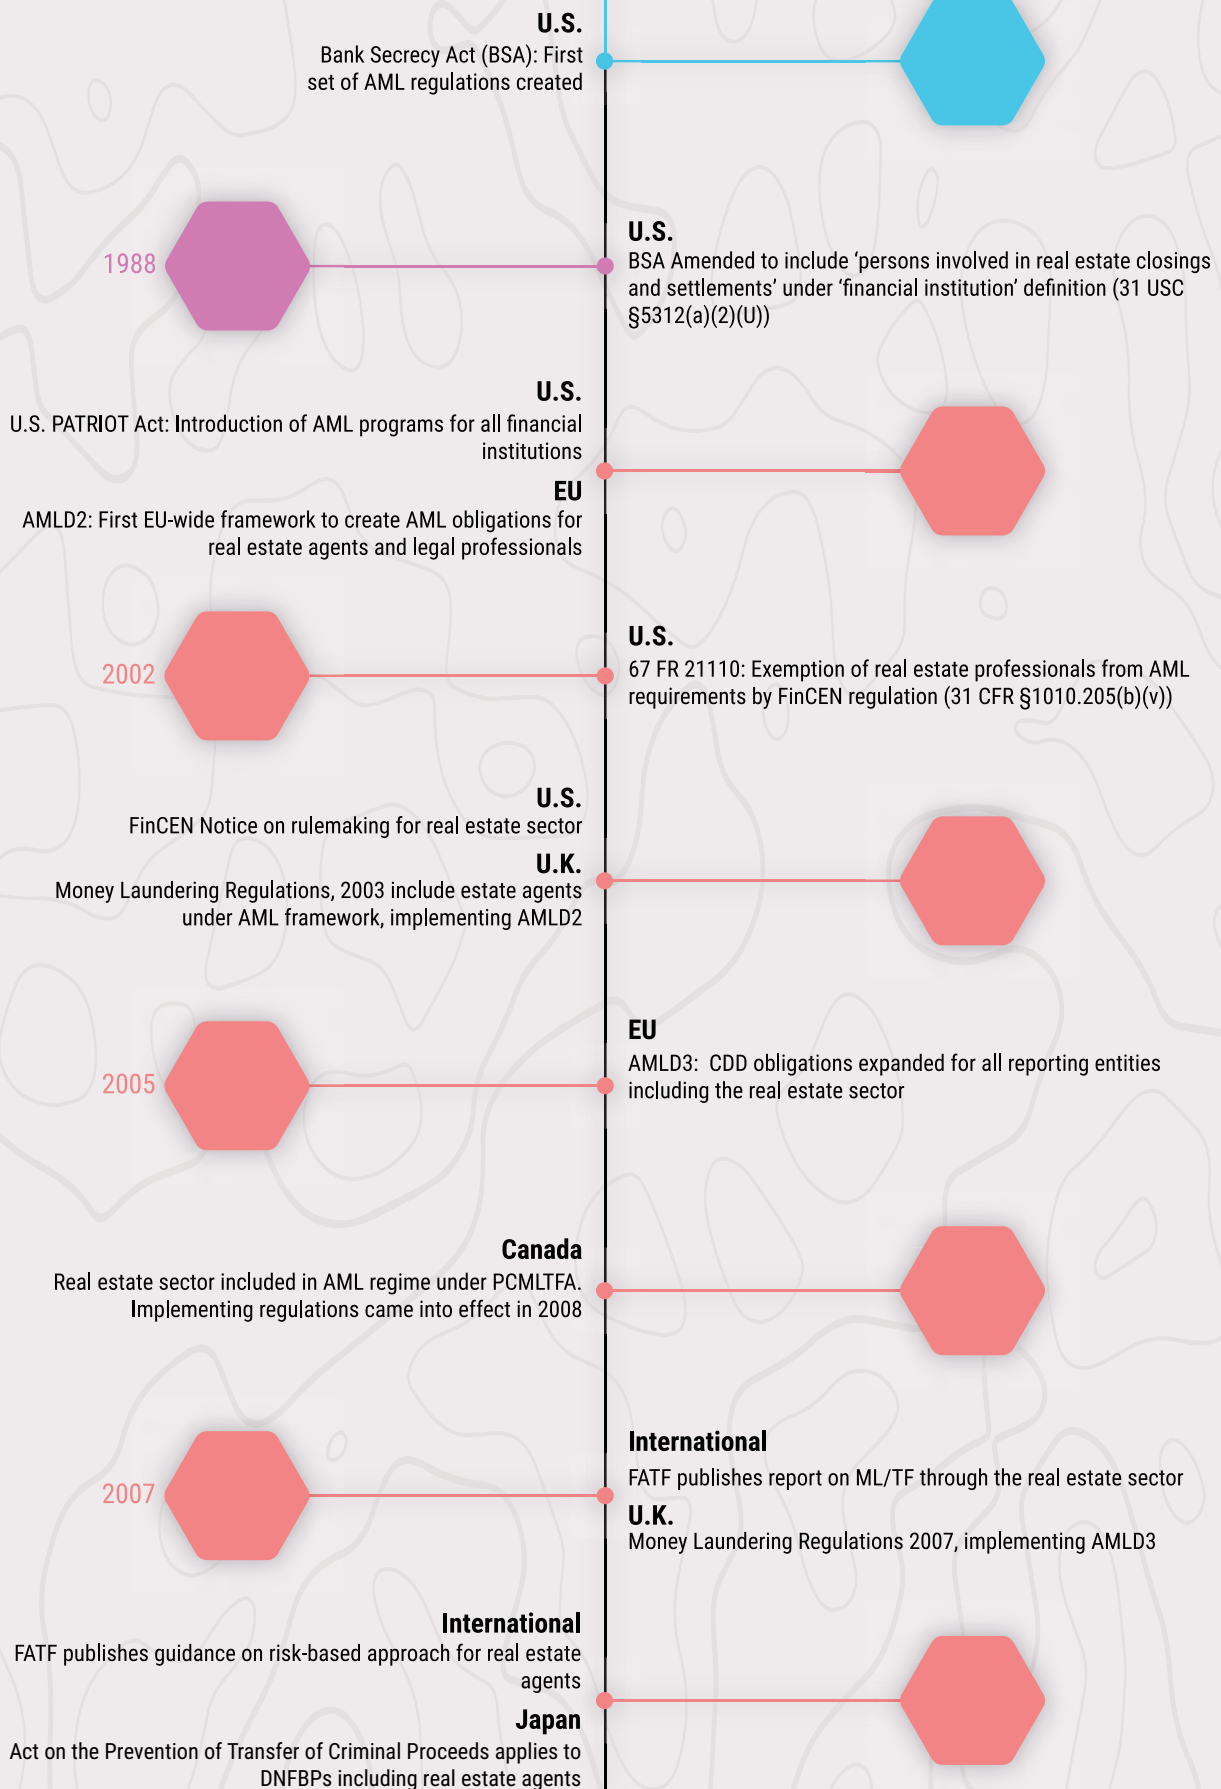 U.S.
Bank Secrecy Act (BSA): First
set of AML regulations created
1988
U.S.
BSA Amended to include ‘persons involved in real estate closings
and settlements’ under ‘financial institution’ definition (31 USC
§5312(a)(2)(U))
U.S.
U.S. PATRIOT Act: Introduction of AML programs for all financial
institutions
EU
AMLD2: First EU-wide framework to create AML obligations for
real estate agents and legal professionals
2002
U.S.
67 FR 21110: Exemption of real estate professionals from AML
requirements by FinCEN regulation (31 CFR §1010.205(b)(v))
U.S.
FinCEN Notice on rulemaking for real estate sector
U.K.
Money Laundering Regulations, 2003 include estate agents
under AML framework, implementing AMLD2
2005
EU
AMLD3:  CDD obligations expanded for all reporting entities
including the real estate sector
Canada
Real estate sector included in AML regime under PCMLTFA.
Implementing regulations came into effect in 2008
2007
International
FATF publishes report on ML/TF through the real estate sector
U.K.
Money Laundering Regulations 2007, implementing AMLD3
International
FATF publishes guidance on risk-based approach for real estate
agents
Japan
Act on the Prevention of Transfer of Criminal Proceeds applies to
DNFBPs including real estate agents